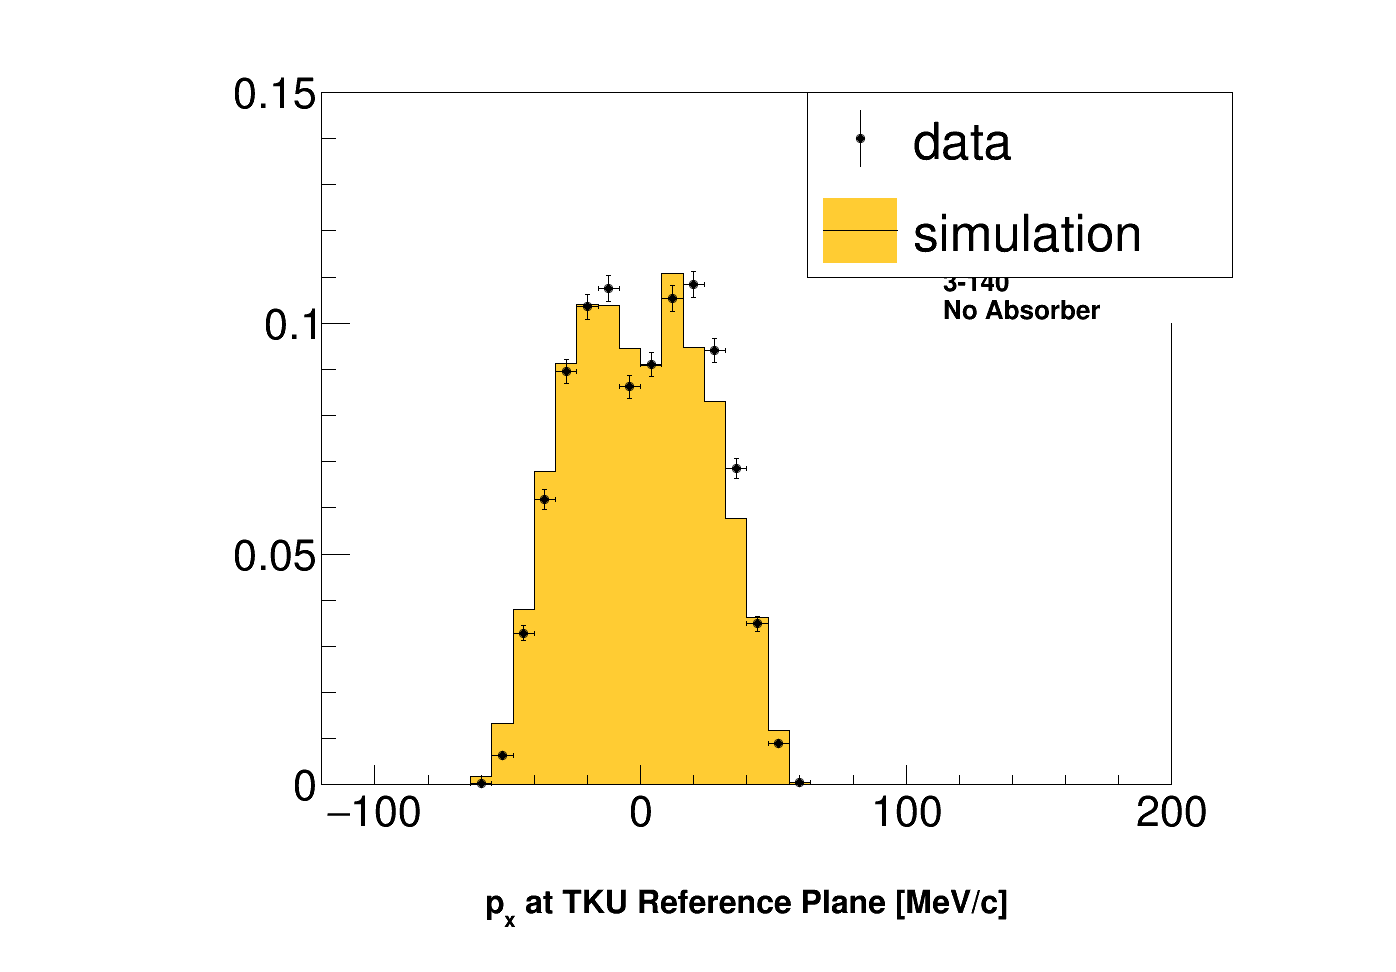 0.15
data
simulation
3-140
No Absorber
0.1
0.05
0
−100 0 100 200
px at TKU Reference Plane [MeV/c]